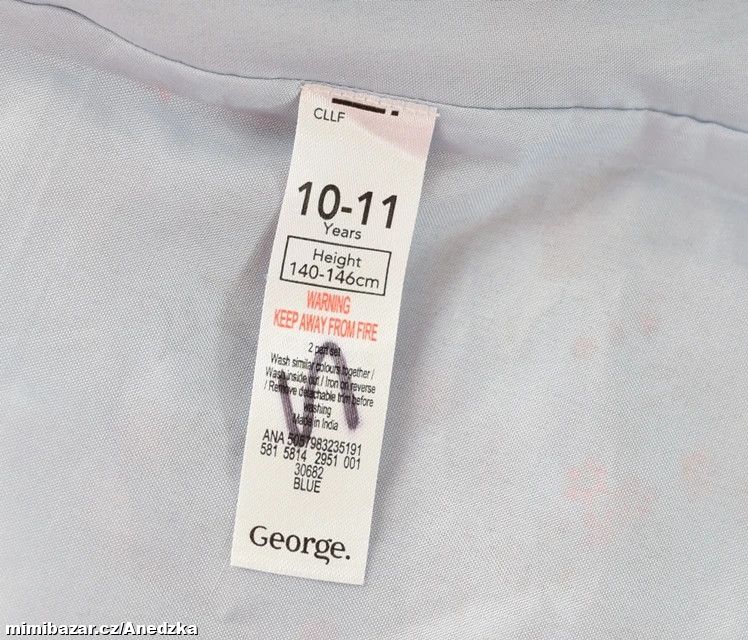 CLLF
10-11
Years
Height
140-146cm
WARNING
KEEP AWAY FROM FIRE
2 part set
Wash similar colours together /
Wash inside out / Iron on reverse
/ Remove detachable trim before
washing
Made in India
ANA 5057983235191
581 5814 2951 001
30682
BLUE
George.
mimibazar.cz/Anedzka